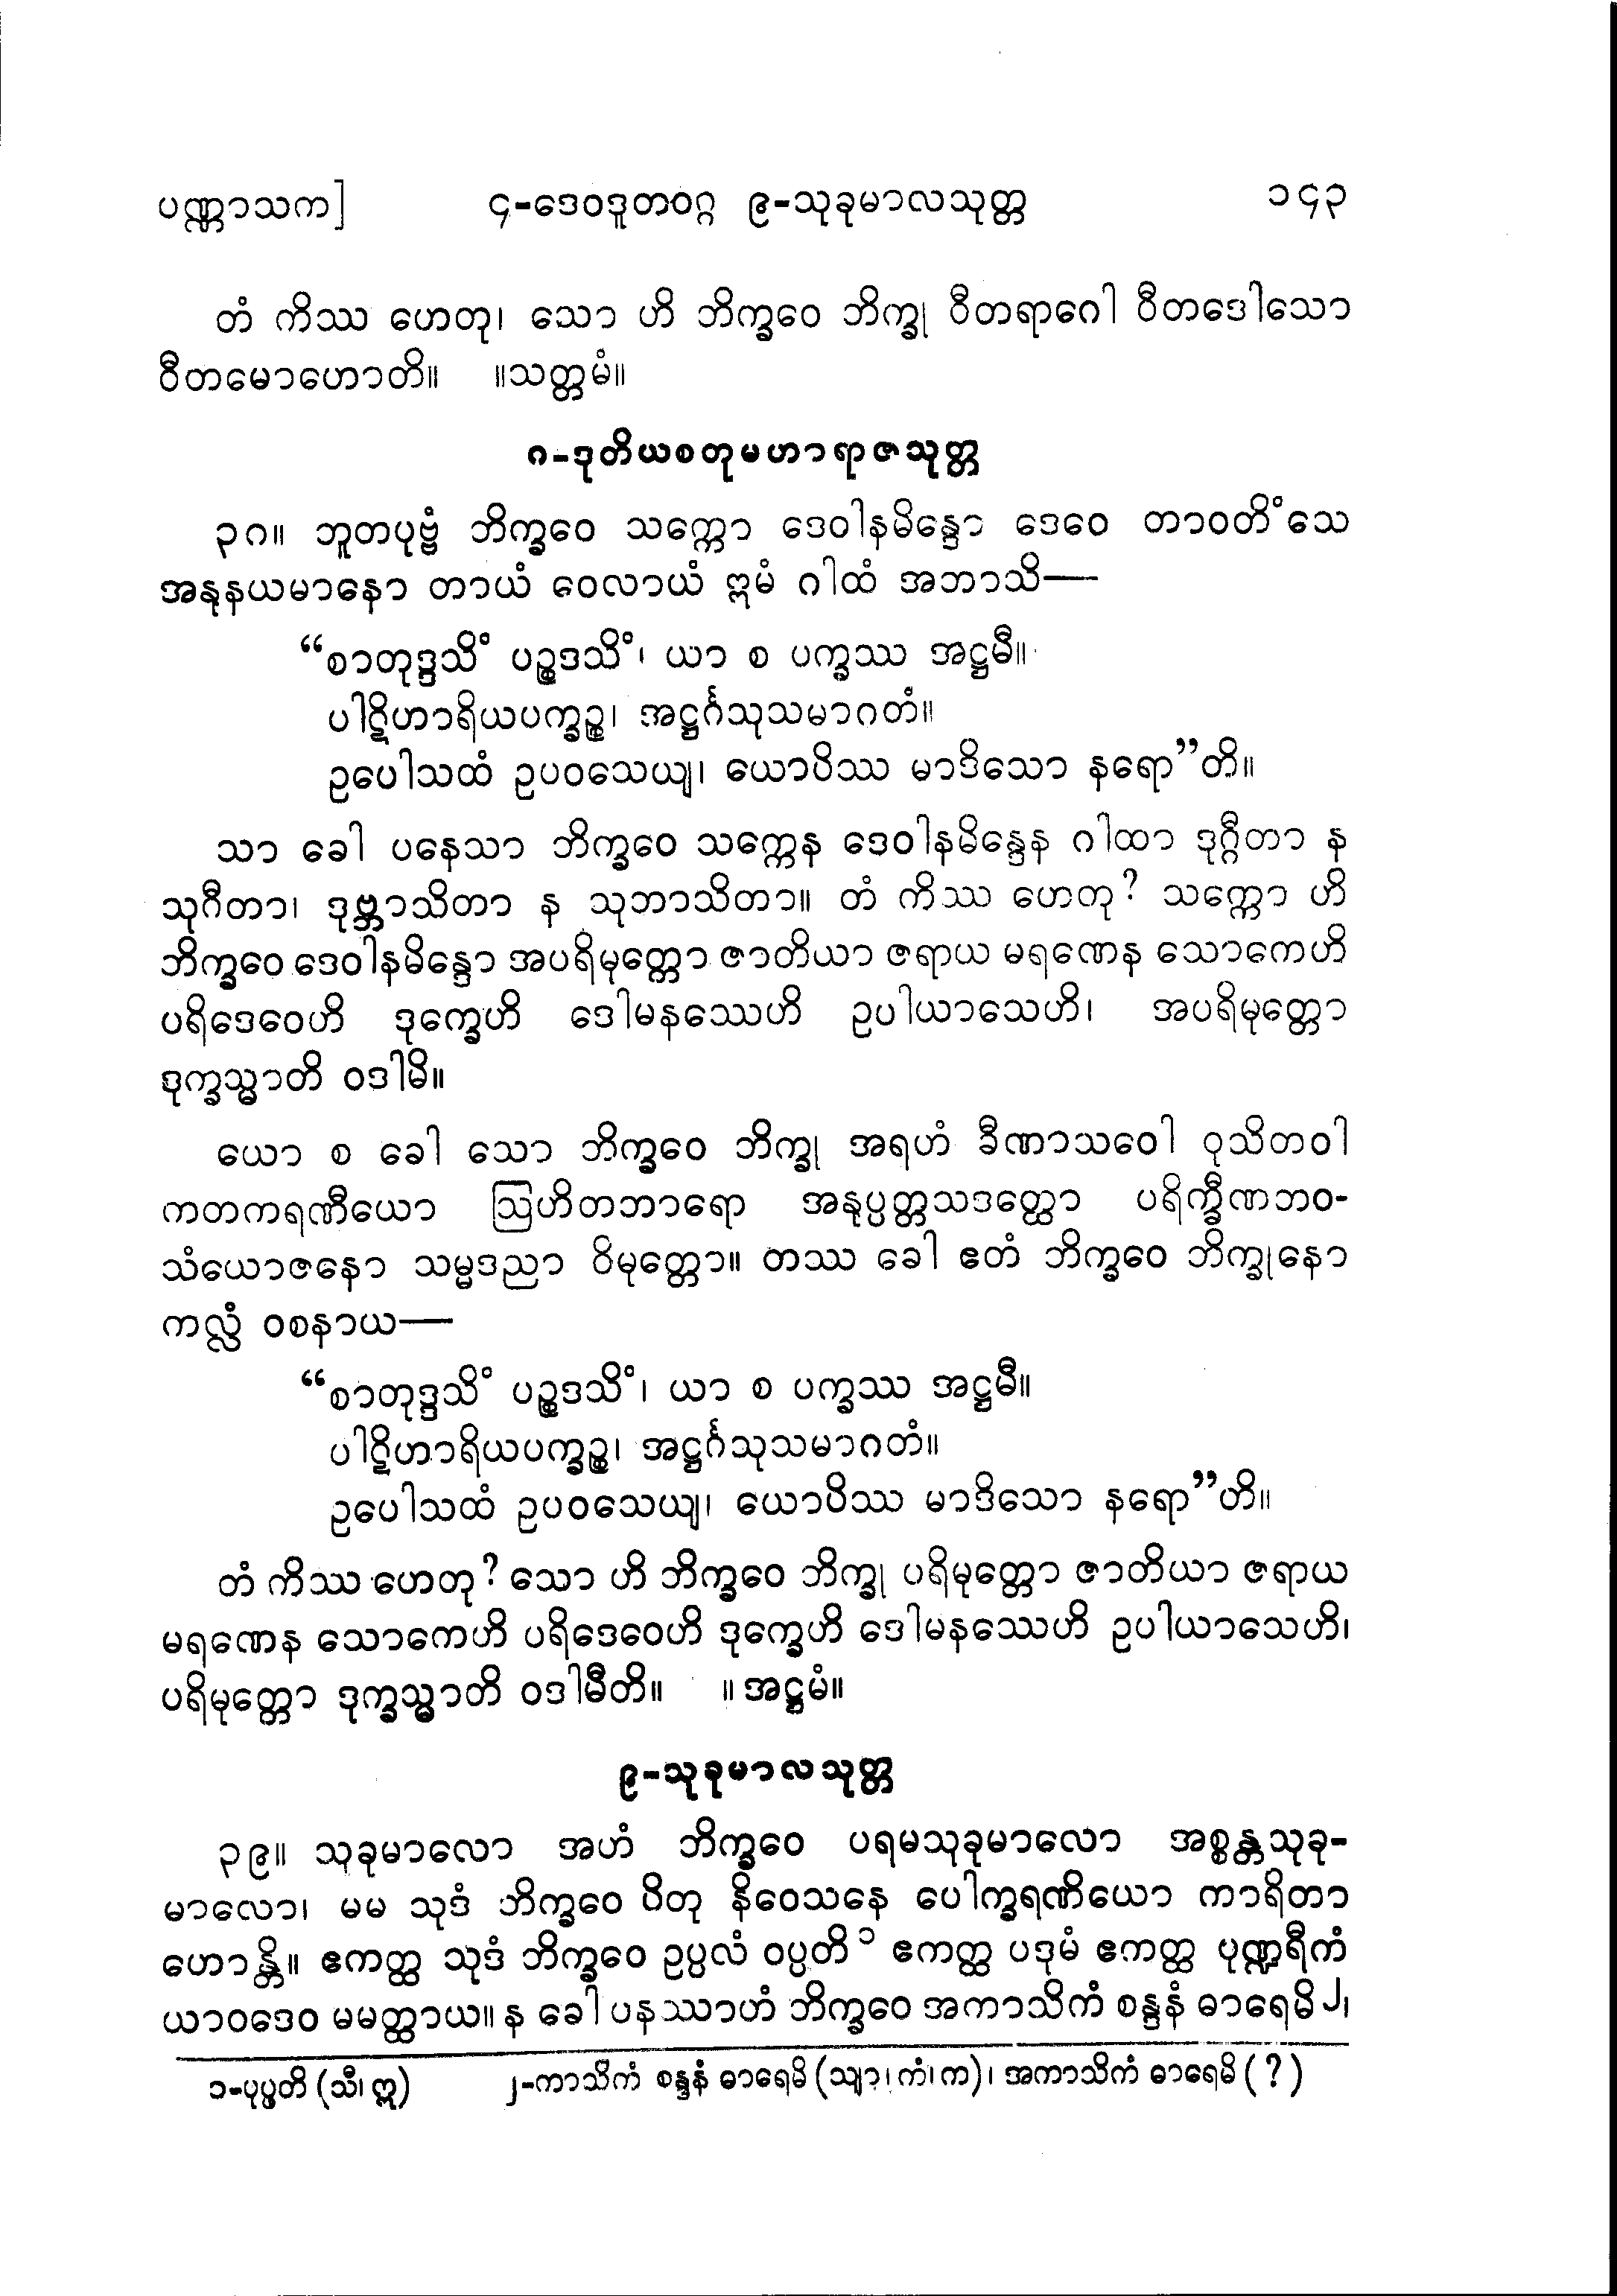 ပဏ္ဏာသက] ၄-ဒေဝဒူတဝဂ္ဂ ၉-သုခုမာလသုတ္တ ၁၄၃
တံ ကိဿ ဟေတု၊ သော ဟိ ဘိက္ခဝေ ဘိက္ခု ဝီတရာဂေါ ဝီတဒေါသော
ဝီတမောဟောတိ။ ။သတ္တမံ။
၈-ဒုတိယစတုမဟာရာဇသုတ္တ
၃၈။ ဘူတပုဗ္ဗံ ဘိက္ခဝေ သက္ကော ဒေဝါနမိန္ဒော ဒေဝေ တာဝတိံသေ
အနုနယမာနော တာယံ ဝေလာယံ ဣမံ ဂါထံ အဘာသိ—
“စာတုဒ္ဒသိံ ပဉ္စဒသိံ၊ ယာ စ ပက္ခဿ အဋ္ဌမီ။
ပါဋိဟာရိယပက္ခဉ္စ၊ အဋ္ဌင်္ဂသုသမာဂတံ။
ဥပေါသထံ ဥပဝသေယျ၊ ယောပိဿ မာဒိသော နရော”တိ။
သာ ခေါ ပနေသာ ဘိက္ခဝေ သက္ကေန ဒေဝါနမိန္ဒေန ဂါထာ ဒုဂ္ဂီတာ န
သုဂီတာ၊ ဒုဗ္ဘာသိတာ န သုဘာသိတာ။ တံ ကိဿ ဟေတု? သက္ကော ဟိ
ဘိက္ခဝေ ဒေဝါနမိန္ဒော အပရိမုတ္တော ဇာတိယာ ဇရာယ မရဏေန သောကေဟိ
ပရိဒေဝေဟိ ဒုက္ခေဟိ ဒေါမနဿေဟိ ဥပါယာသေဟိ၊ အပရိမုတ္တော
ဒုက္ခသ္မာတိ ဝဒါမိ။
ယော စ ခေါ သော ဘိက္ခဝေ ဘိက္ခု အရဟံ ခီဏာသဝေါ ဝုသိတဝါ
ကတကရဏီယော ဩဟိတဘာရော အနုပ္ပတ္တသဒတ္ထော ပရိက္ခီဏဘဝ-
သံယောဇနော သမ္မဒညာ ဝိမုတ္တော။ တဿ ခေါ ဧတံ ဘိက္ခဝေ ဘိက္ခုနော
ကလ္လံ ဝစနာယ—
“စာတုဒ္ဒသိံ ပဉ္စဒသိံ၊ ယာ စ ပက္ခဿ အဋ္ဌမီ။
ပါဋိဟာရိယပက္ခဉ္စ၊ အဋ္ဌင်္ဂသုသမာဂတံ။
ဥပေါသထံ ဥပဝသေယျ၊ ယောပိဿ မာဒိသော နရော”ဟိ။
တံ ကိဿ ဟေတု? သော ဟိ ဘိက္ခဝေ ဘိက္ခု ပရိမုတ္တော ဇာတိယာ ဇရာယ
မရဏေန သောကေဟိ ပရိဒေဝေဟိ ဒုက္ခေဟိ ဒေါမနဿေဟိ ဥပါယာသေဟိ၊
ပရိမုတ္တော ဒုက္ခသ္မာတိ ဝဒါမီတိ။ ။အဋ္ဌမံ။
၉-သုခုမာလသုတ္တ
၃၉။ သုခုမာလော အဟံ ဘိက္ခဝေ ပရမသုခုမာလော အစ္စန္တသုခု-
မာလော၊ မမ သုဒံ ဘိက္ခဝေ ပိတု နိဝေသနေ ပေါက္ခရဏိယော ကာရိတာ
ဟောန္တိ။ ဧကတ္ထ သုဒံ ဘိက္ခဝေ ဥပ္ပလံ ဝပ္ပတိ ၁ ဧကတ္ထ ပဒုမံ ဧကတ္ထ ပုဏ္ဍရီကံ
ယာဝဒေဝ မမတ္ထာယ။ န ခေါ ပနဿာဟံ ဘိက္ခဝေ အကာသိကံ စန္ဒနံ ဓာရေမိ ၂၊
၁-ပုပ္ဖတိ (သီ၊ ဣ) ၂-ကာသိကံ စန္ဒနံ ဓာရေမိ (သျာ၊ ကံ၊ က)၊ အကာသိကံ ဓာရေမိ (?)